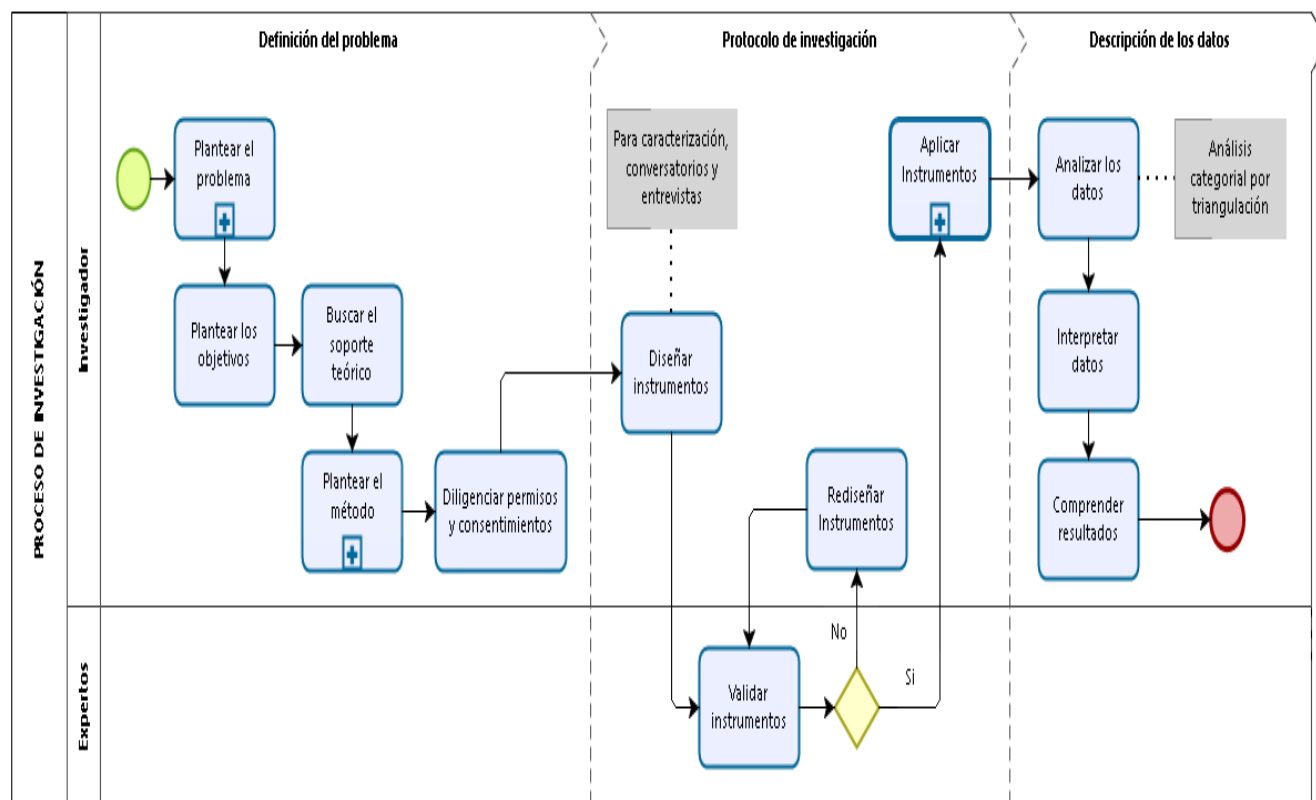 PROCESO DE INVESTIGACIÓN
Investigador
Expertos
Definición del problema
Protocolo de investigación
Descripción de los datos
Plantear el
problema
Plantear los
objetivos
Buscar el
soporte
teórico
Plantear el
método
Diligenciar permisos
y consentimientos
Para caracterización,
conversatorios y
entrevistas
Diseñar
instrumentos
Validar
instrumentos
No
Si
Rediseñar
Instrumentos
Aplicar
Instrumentos
Analizar los
datos
Análisis
categorial por
triangulación
Interpretar
datos
Comprender
resultados